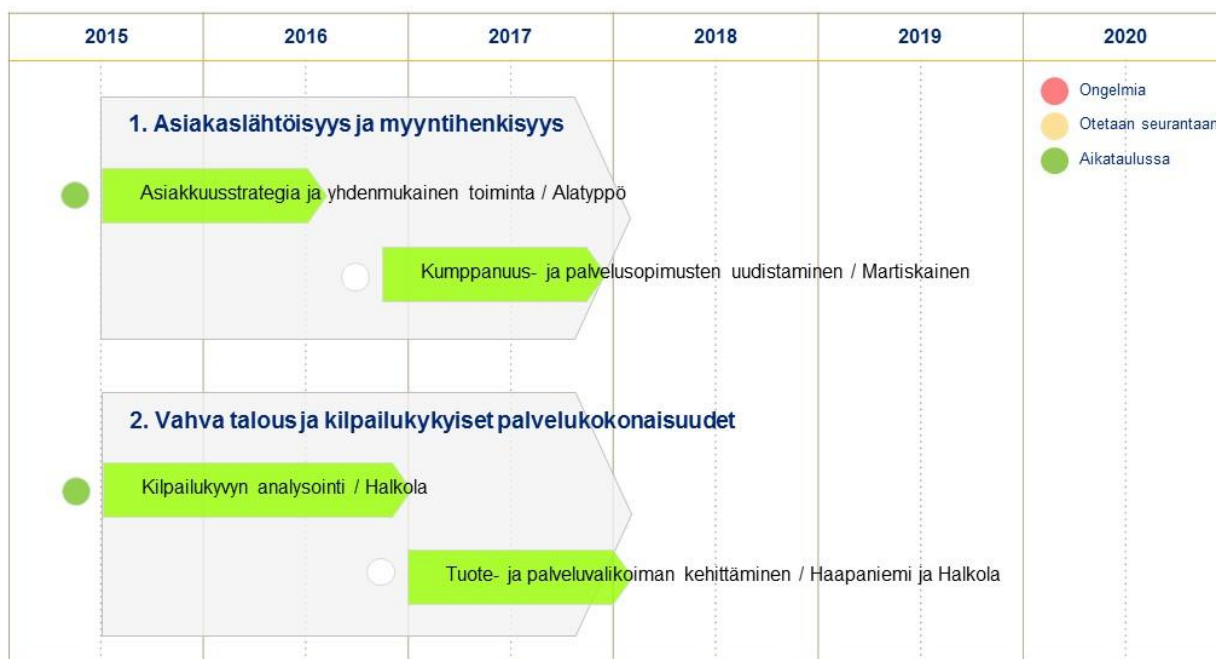 2015 2016 2017 2018 2019 2020
Ongelmia
Otetaan seurantaan
Aikataulussa
1. Asiakaslähtöisyys ja myyntihenkisyys
Asiakkuusstrategia ja yhdenmukainen toiminta / Alatyppö
Kumppanuus- ja palvelusopimusten uudistaminen / Martiskainen
2. Vahva talous ja kilpailukykyiset palvelukokonaisuudet
Kilpailukyvyn analysointi / Halkola
Tuote- ja palveluvalikoiman kehittäminen / Haapaniemi ja Halkola